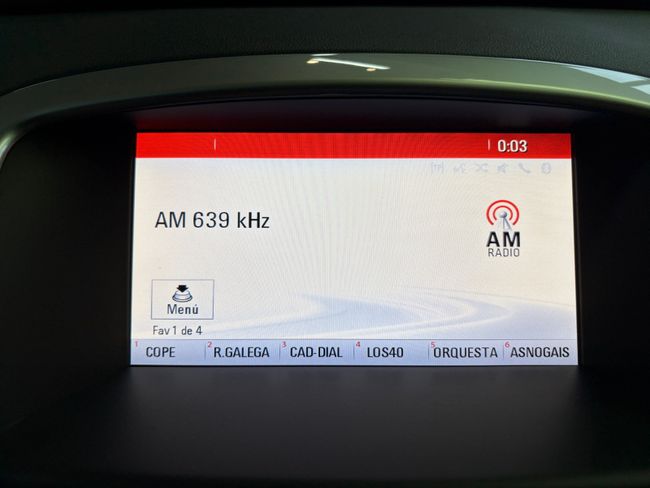 0:03
AM 639 kHz
AM
RADIO
Menú
Fav 1 de 4
1 COPE 2 R.GALEGA 3 CAD-DIAL 4 LOS40 5 ORQUESTA 6 ASNOGAIS